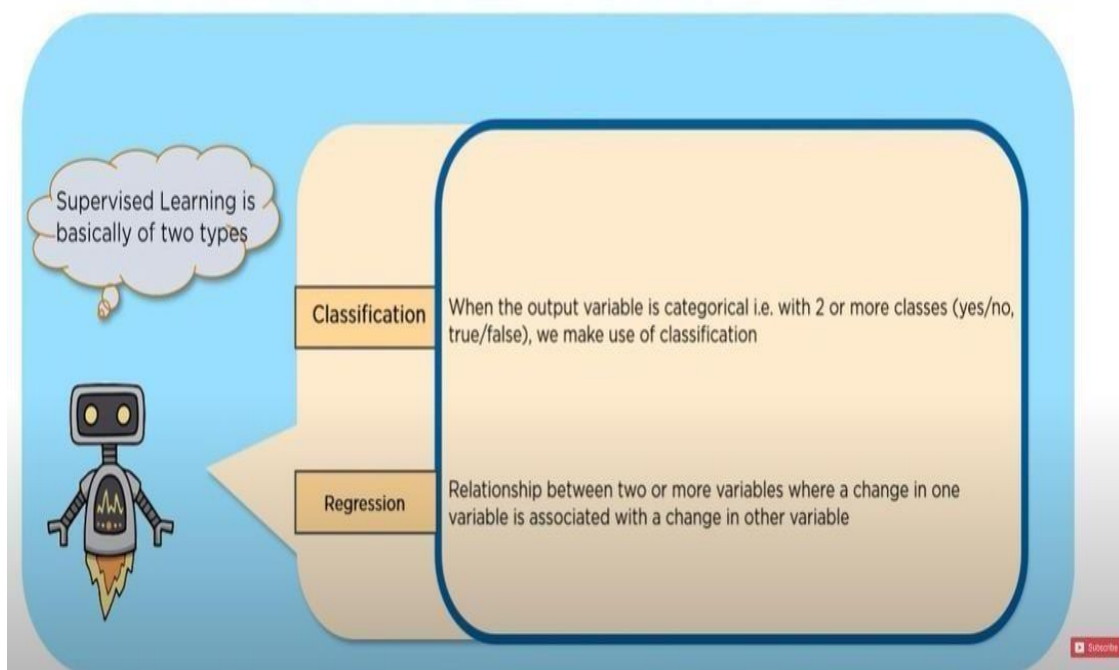 Supervised Learning is
basically of two types
Classification
When the output variable is categorical i.e. with 2 or more classes (yes/no,
true/false), we make use of classification
Regression
Relationship between two or more variables where a change in one
variable is associated with a change in other variable
Subscribe